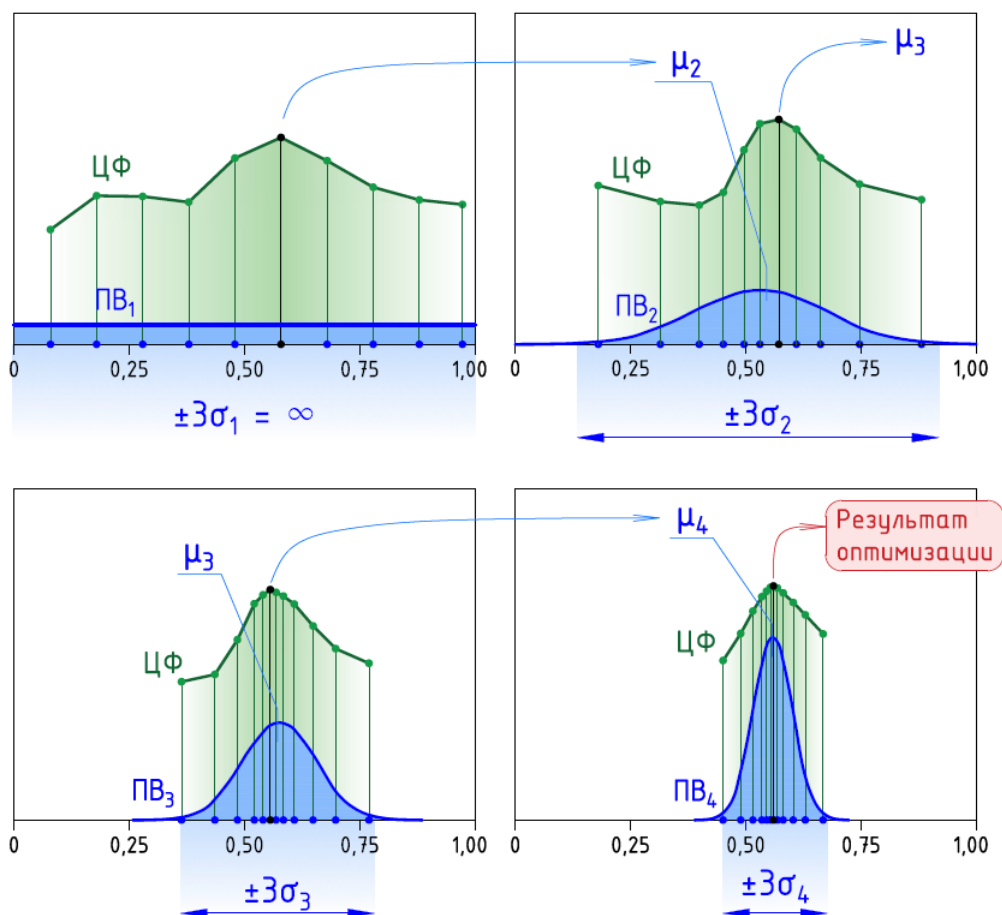 μ₂
μ₃
ЦФ
ЦФ
ПВ₁
ПВ₂
0 0,25 0,50 0,75 1,00
0 0,25 0,50 0,75 1,00
±3σ₁ = ∞
±3σ₂
μ₃
μ₄
Результат
оптимизации
ЦФ
ЦФ
ПВ₃
ПВ₄
0 0,25 0,50 0,75 1,00
0 0,25 0,50 0,75 1,00
±3σ₃
±3σ₄